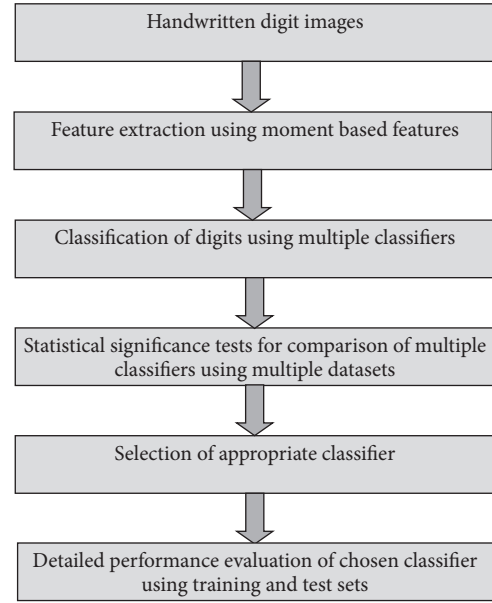 Handwritten digit images
Feature extraction using moment based features
Classification of digits using multiple classifiers
Statistical significance tests for comparison of multiple
classifiers using multiple datasets
Selection of appropriate classifier
Detailed performance evaluation of chosen classifier
using training and test sets